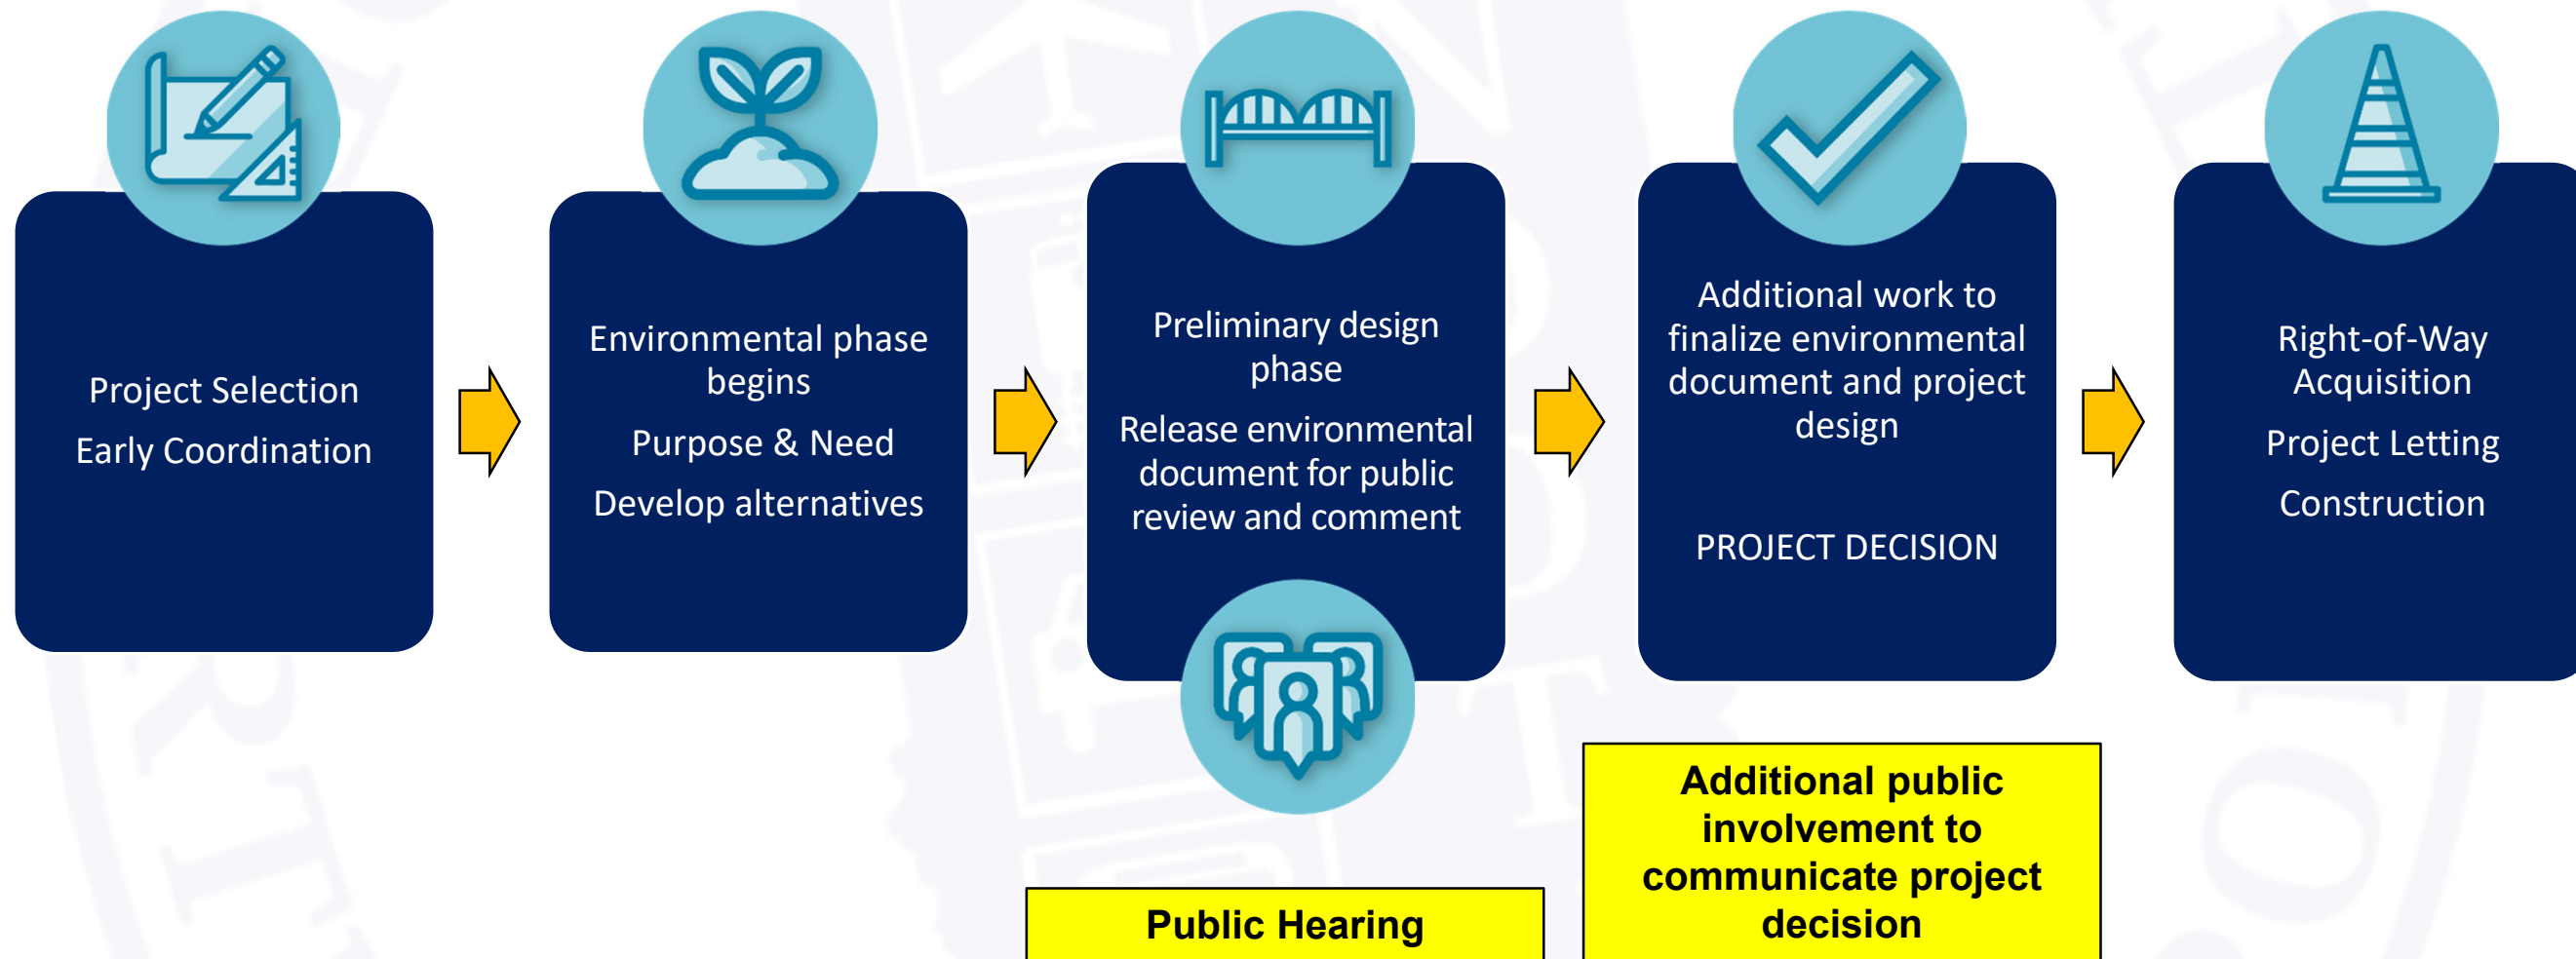 Project Selection
Early Coordination
Environmental phase
begins
Purpose & Need
Develop alternatives
Preliminary design
phase
Release environmental
document for public
review and comment
Additional work to
finalize environmental
document and project
design
PROJECT DECISION
Right-of-Way
Acquisition
Project Letting
Construction
Public Hearing
Additional public
involvement to
communicate project
decision